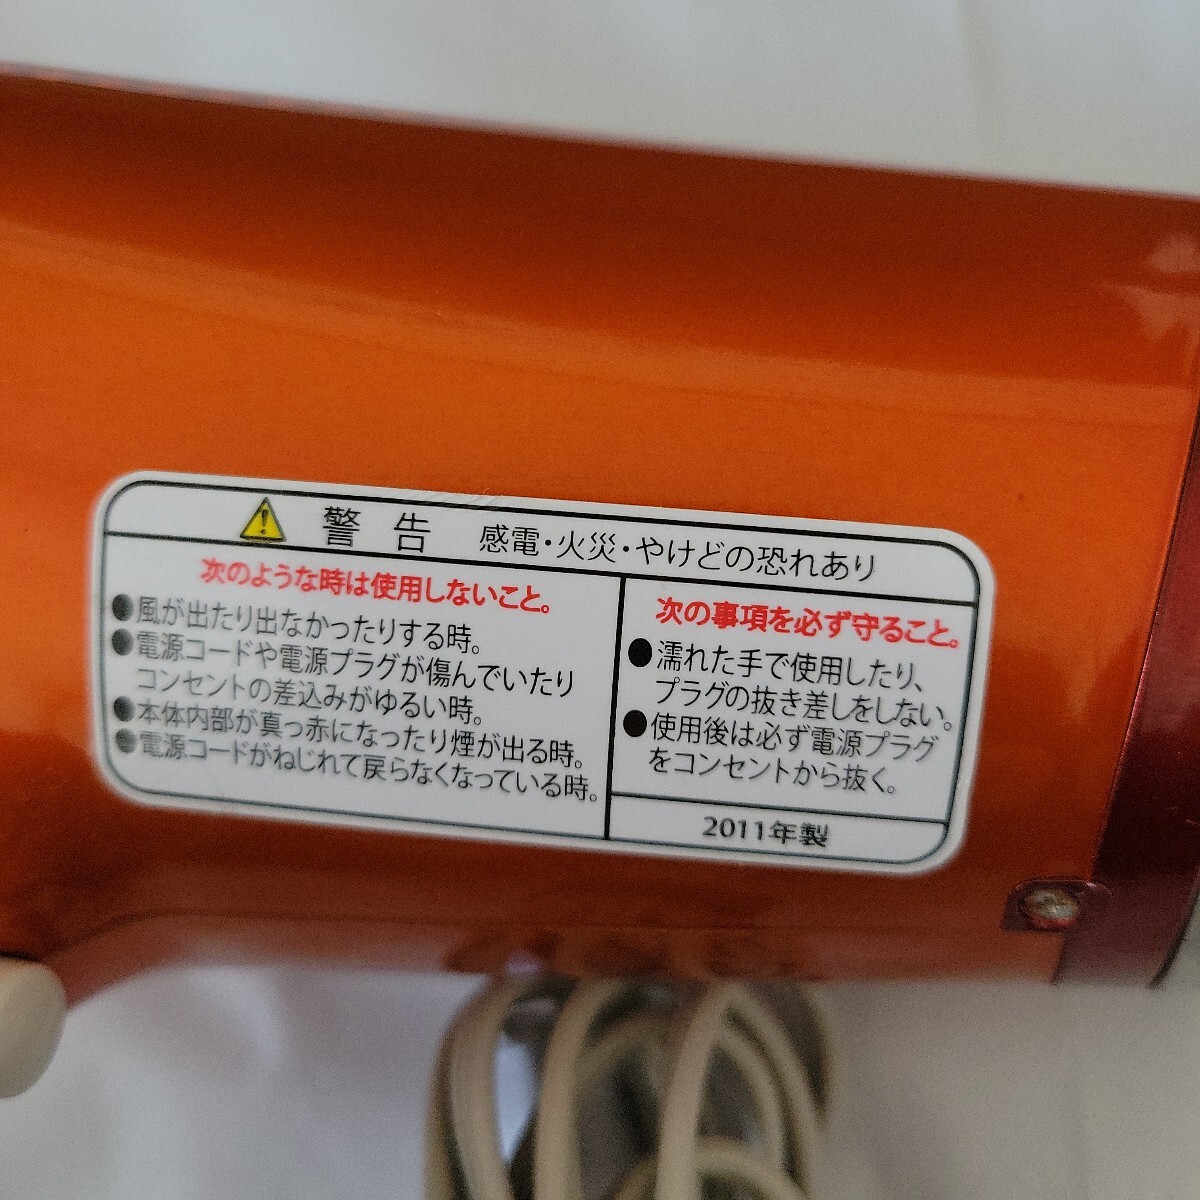 警告 感電・火災・やけどの恐れあり
次のような時は使用しないこと。
●風が出たり出なかったりする時。
●電源コードや電源プラグが傷んでいたり
コンセントの差込みがゆるい時。
●本体内部が真っ赤になったり煙が出る時。
●電源コードがねじれて戻らなくなっている時。
次の事項を必ず守ること。
●濡れた手で使用したり、
プラグの抜き差しをしない。
●使用後は必ず電源プラグ
をコンセントから抜く。
2011年製